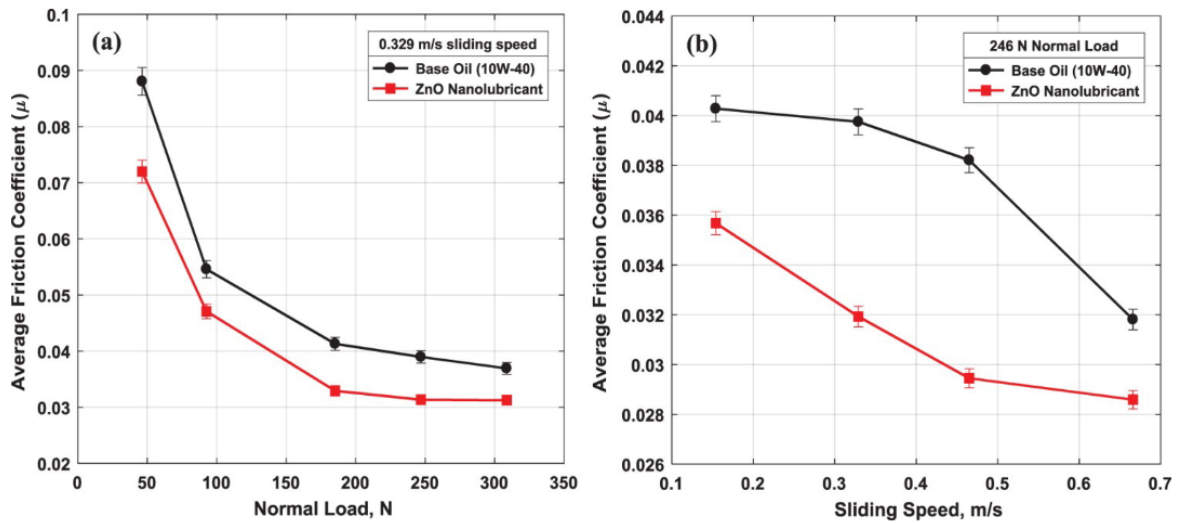 (a)
0.329 m/s sliding speed
Base Oil (10W-40)
ZnO Nanolubricant
Average Friction Coefficient (μ)
0.1
0.09
0.08
0.07
0.06
0.05
0.04
0.03
0.02
0 50 100 150 200 250 300 350
Normal Load, N
(b)
246 N Normal Load
Base Oil (10W-40)
ZnO Nanolubricant
Average Friction Coefficient (μ)
0.044
0.042
0.04
0.038
0.036
0.034
0.032
0.03
0.028
0.026
0.1 0.2 0.3 0.4 0.5 0.6 0.7
Sliding Speed, m/s